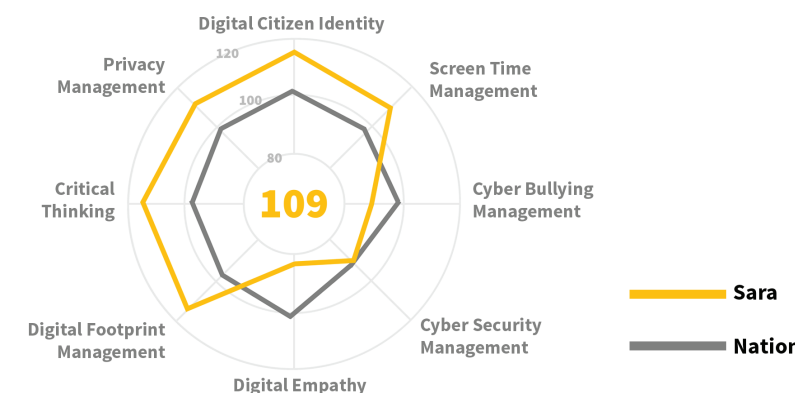 Digital Citizen Identity
120
Privacy
Management
Screen Time
Management
100
80
Critical
Thinking
109
Cyber Bullying
Management
Sara
Digital Footprint
Management
Cyber Security
Management
Nation
Digital Empathy